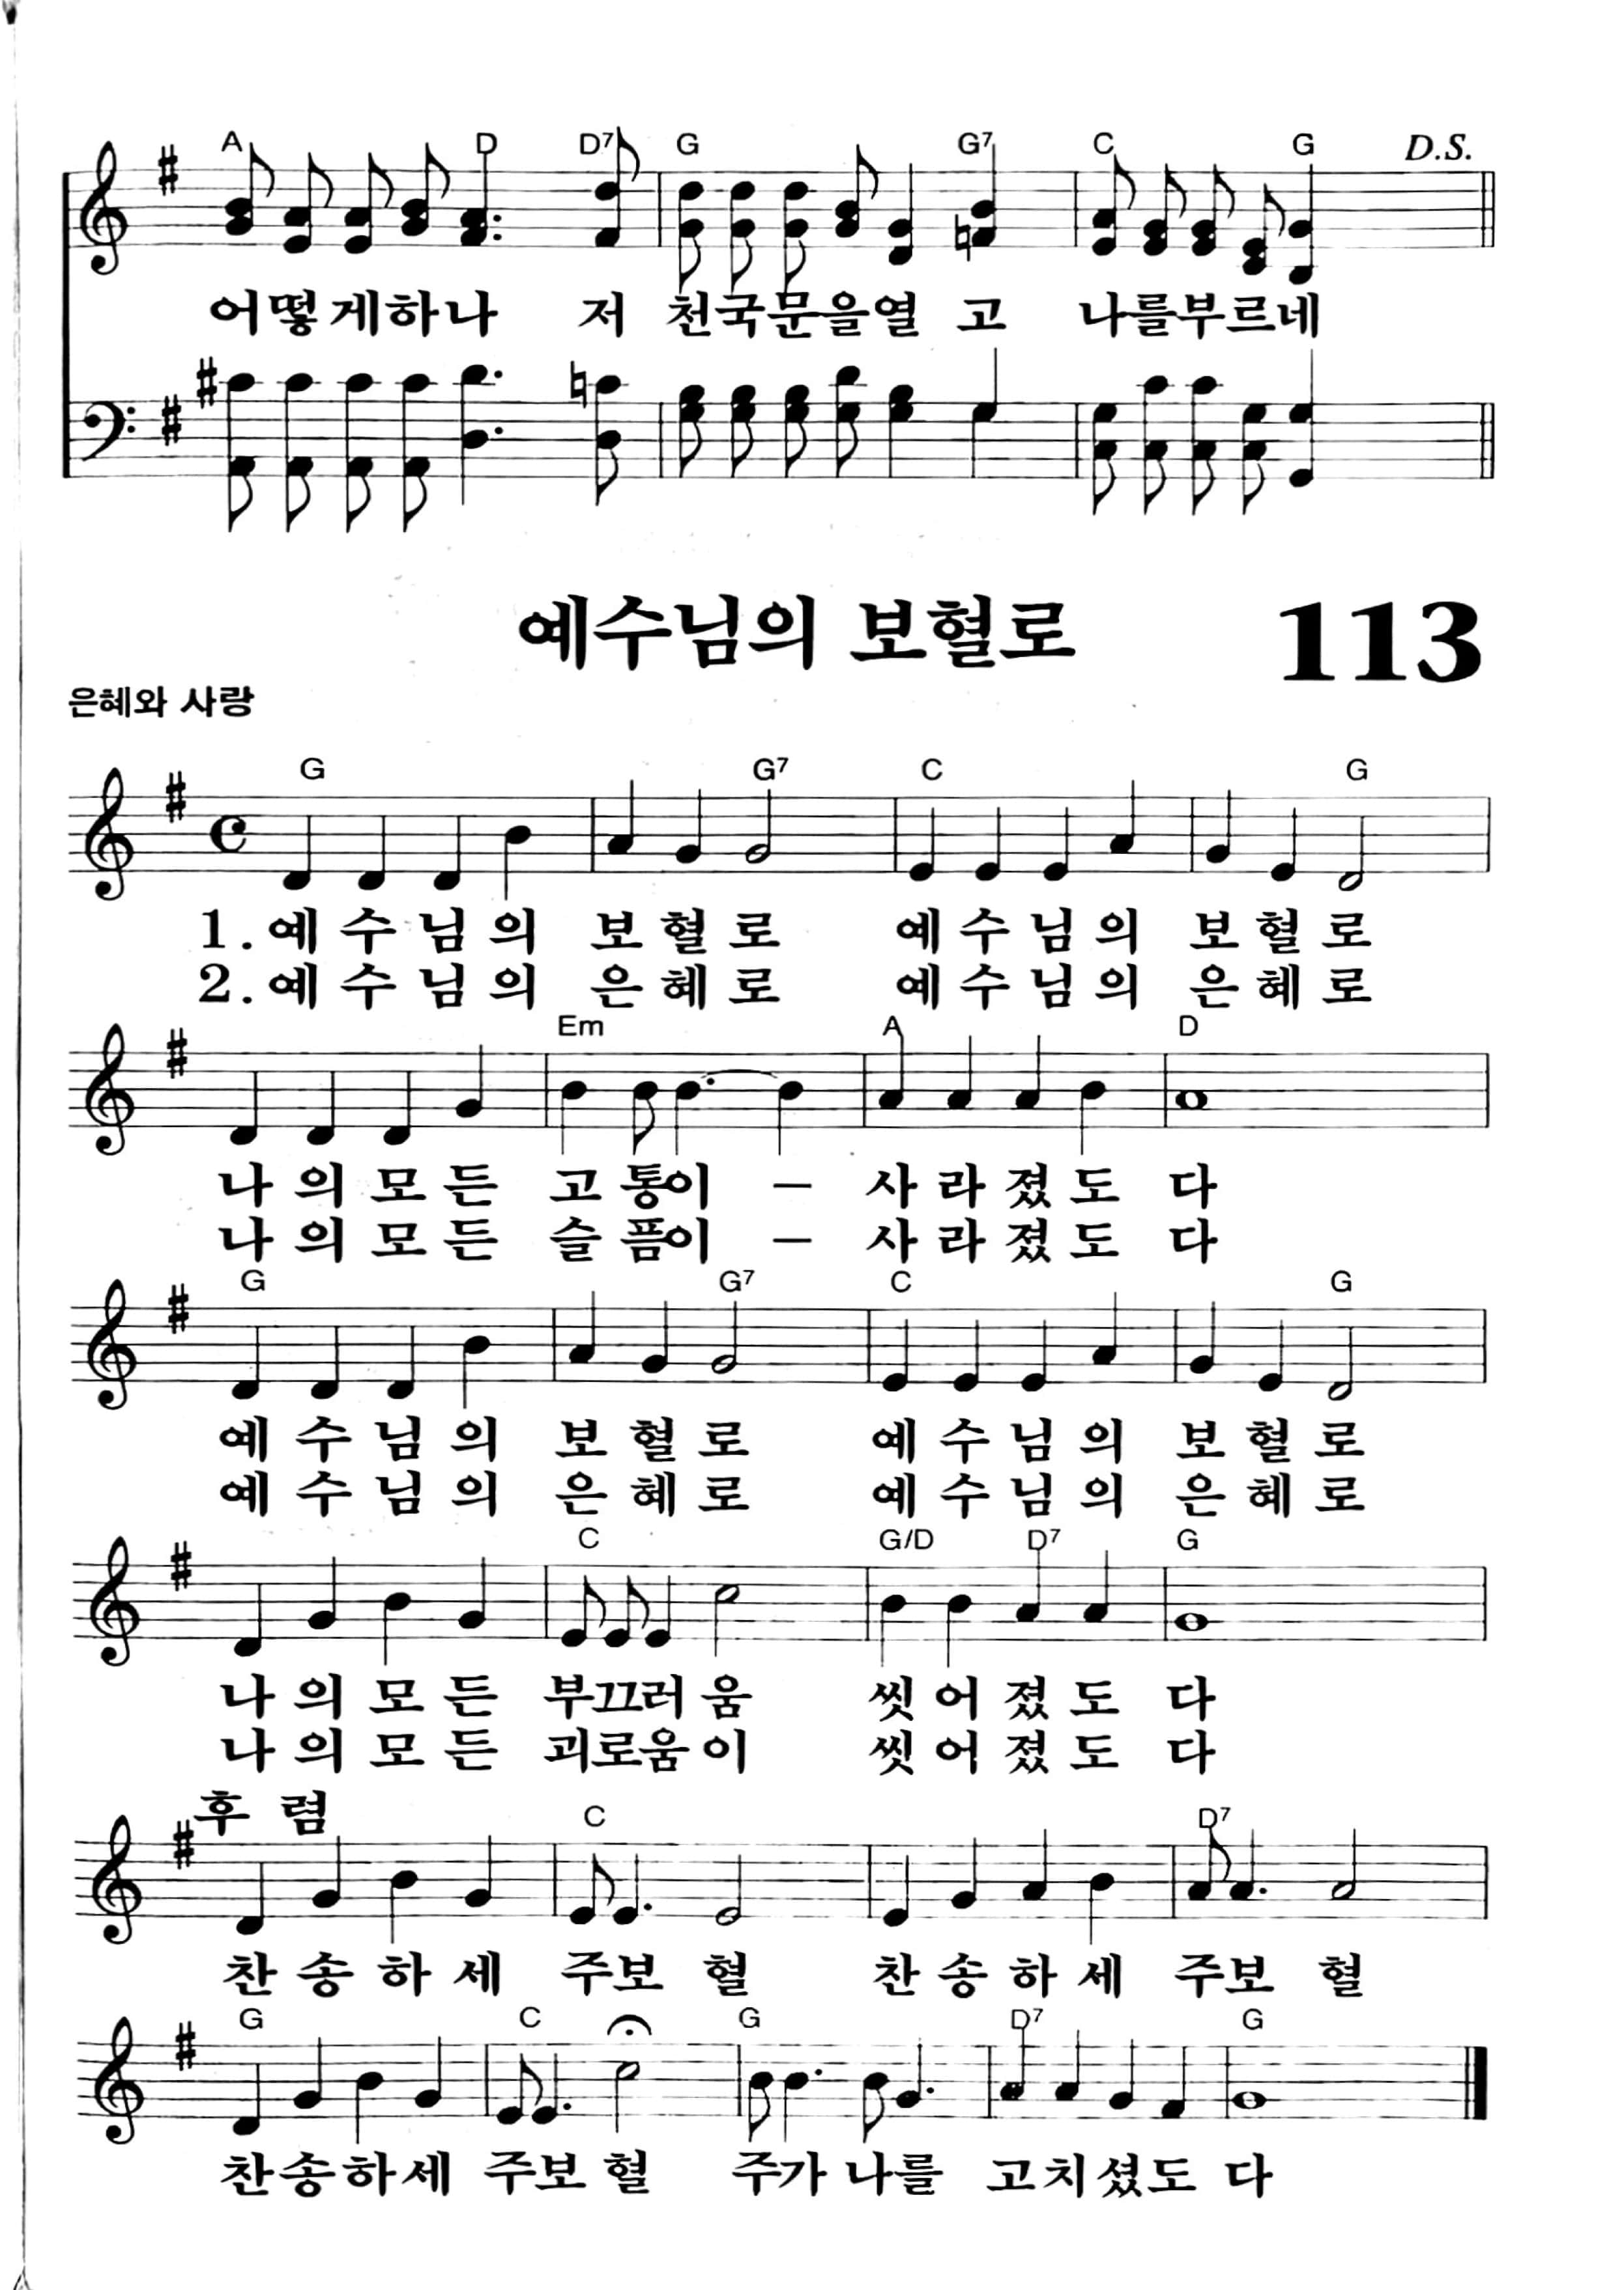 A D D7 G G7 C G D.S.
어떻게하나 저 천국문을열 고 나를부르네
예수님의 보혈로 113
은혜와 사랑
G G7 C G
1. 예 수 님 의 보 혈 로 예 수 님 의 보 혈 로
2. 예 수 님 의 은 혜 로 예 수 님 의 은 혜 로
Em A D
나 의 모 든 고 통이 – 사 라 졌 도 다
나 의 모 든 슬 픔이 – 사 라 졌 도 다
G G7 C G
예 수 님 의 보 혈 로 예 수 님 의 보 혈 로
예 수 님 의 은 혜 로 예 수 님 의 은 혜 로
C G/D D7 G
나 의 모 든 부끄러 움 씻 어 졌 도 다
나 의 모 든 괴로움 이 씻 어 졌 도 다
후 렴
C D7
찬 송 하 세 주보 혈 찬 송 하 세 주보 혈
G C G D7 G
찬송하세 주보 혈 주가 나를 고치셨도 다